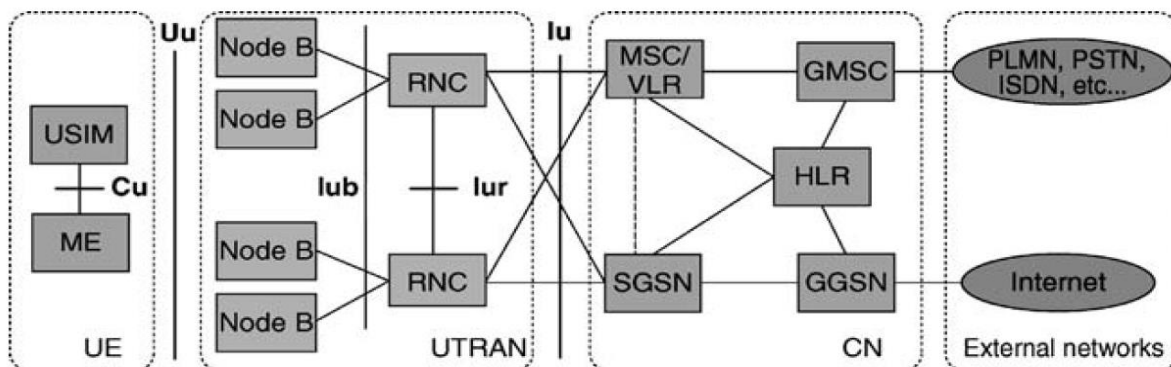 Uu
Iu
Node B
Node B
RNC
MSC/
VLR
GMSC
PLMN, PSTN,
ISDN, etc...
USIM
Cu
ME
Iub
Iur
HLR
Node B
Node B
RNC
SGSN
GGSN
Internet
UE
UTRAN
CN
External networks